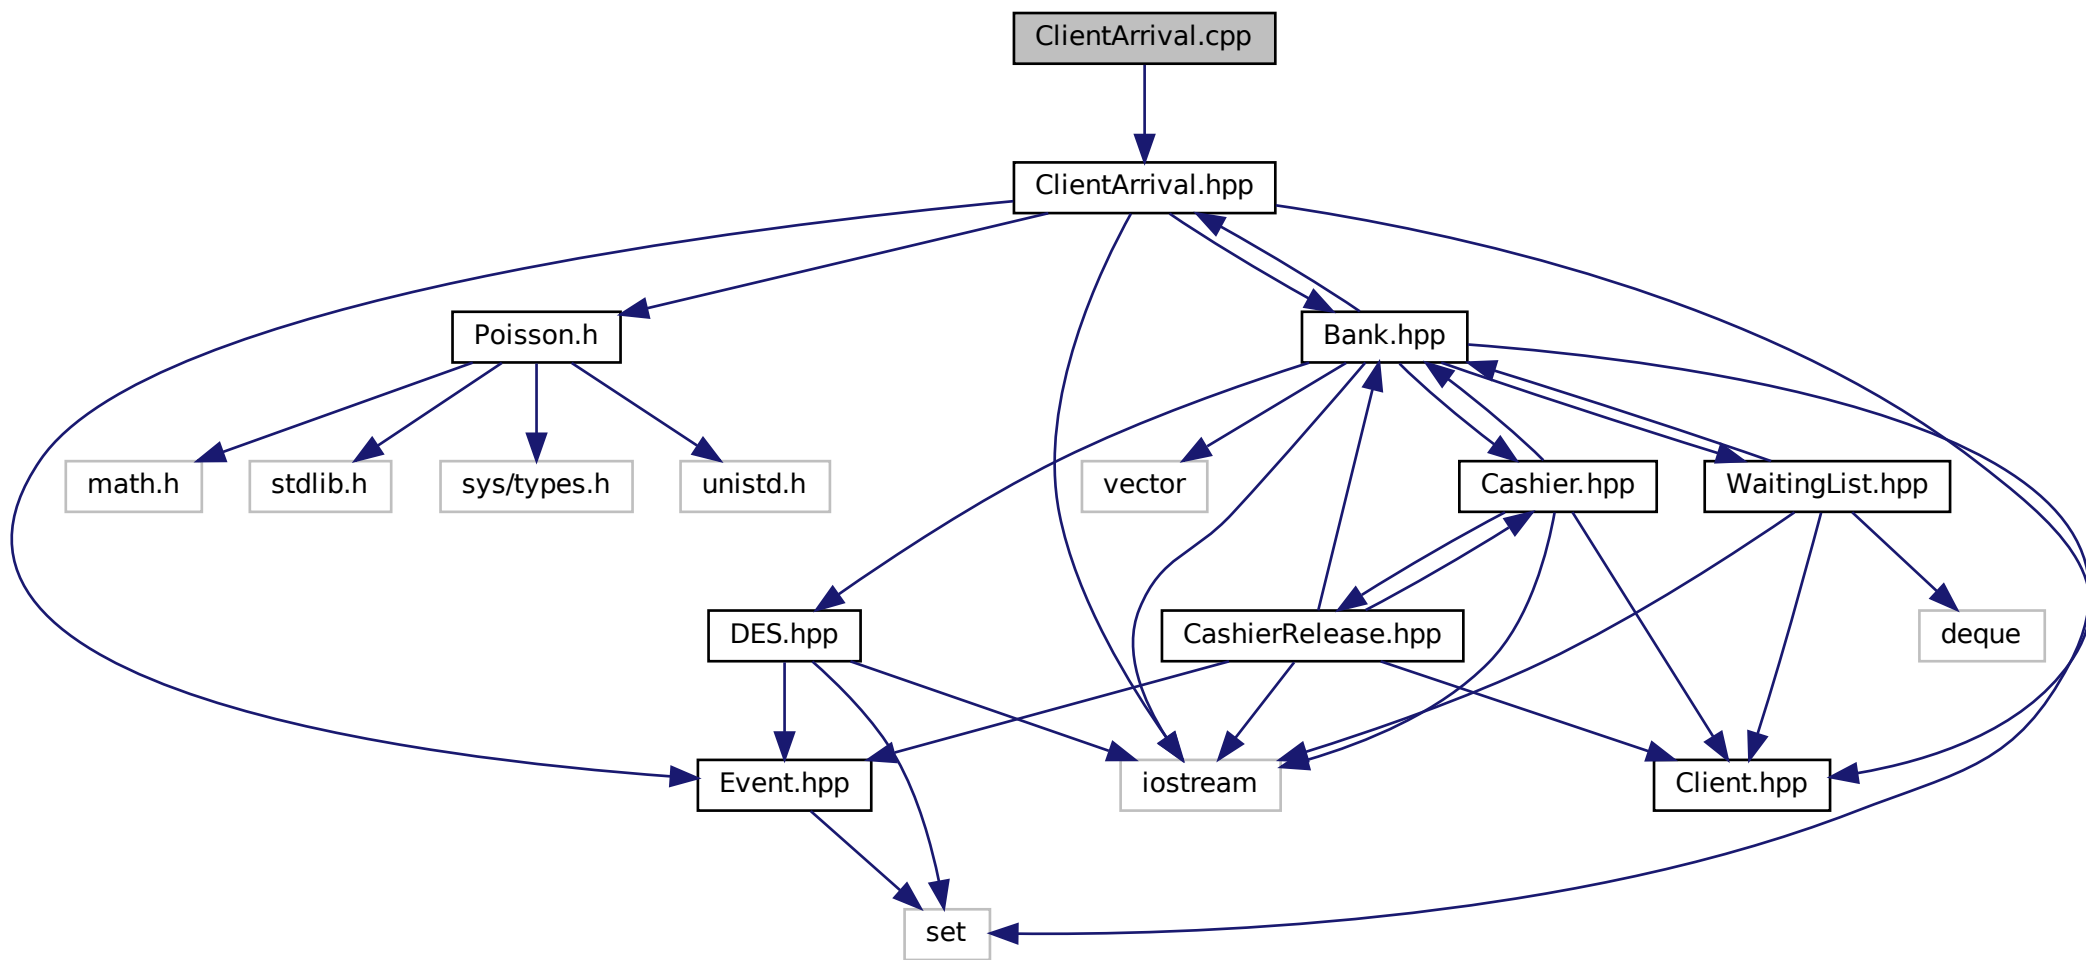 ClientArrival.cpp
ClientArrival.hpp
Poisson.h
Bank.hpp
math.h
stdlib.h
sys/types.h
unistd.h
vector
Cashier.hpp
WaitingList.hpp
DES.hpp
CashierRelease.hpp
deque
Event.hpp
iostream
Client.hpp
set